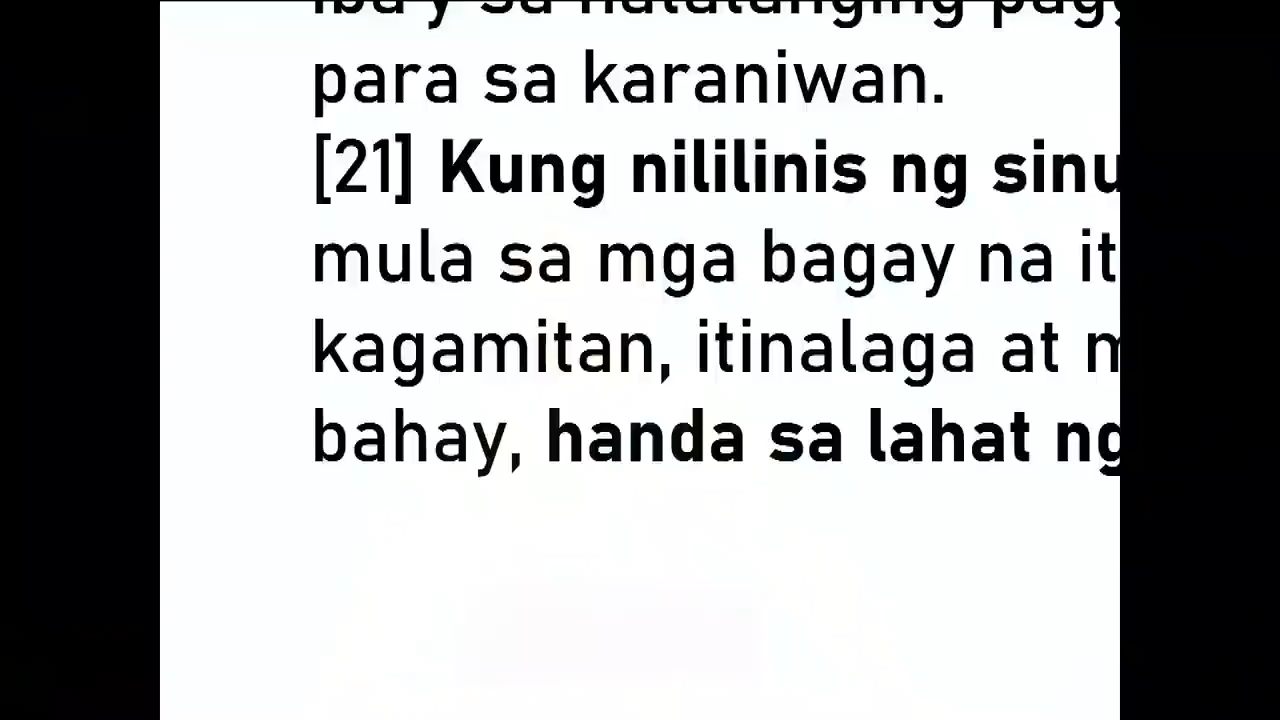 para sa karaniwan.
[21] Kung nililinis ng
mula sa mga bagay na
kagamitan, itinalaga at
bahay, handa sa lahat ng